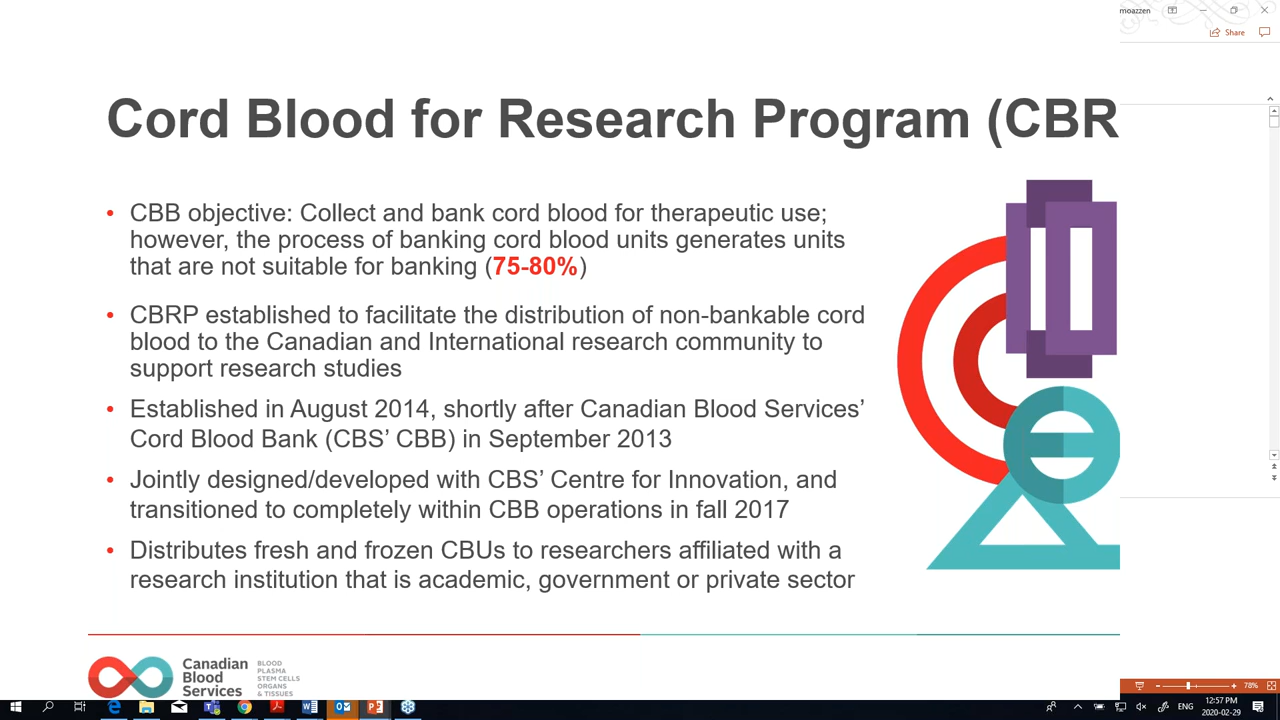 moazzen
Share
Cord Blood for Research Program (CBR
• CBB objective: Collect and bank cord blood for therapeutic use;
however, the process of banking cord blood units generates units
that are not suitable for banking (75-80%)
• CBRP established to facilitate the distribution of non-bankable cord
blood to the Canadian and International research community to
support research studies
• Established in August 2014, shortly after Canadian Blood Services’
Cord Blood Bank (CBS’ CBB) in September 2013
• Jointly designed/developed with CBS’ Centre for Innovation, and
transitioned to completely within CBB operations in fall 2017
• Distributes fresh and frozen CBUs to researchers affiliated with a
research institution that is academic, government or private sector
Canadian
Blood
Services
BLOOD
PLASMA
STEM CELLS
ORGANS
& TISSUES
78%
ENG
12:57 PM
2020-02-29